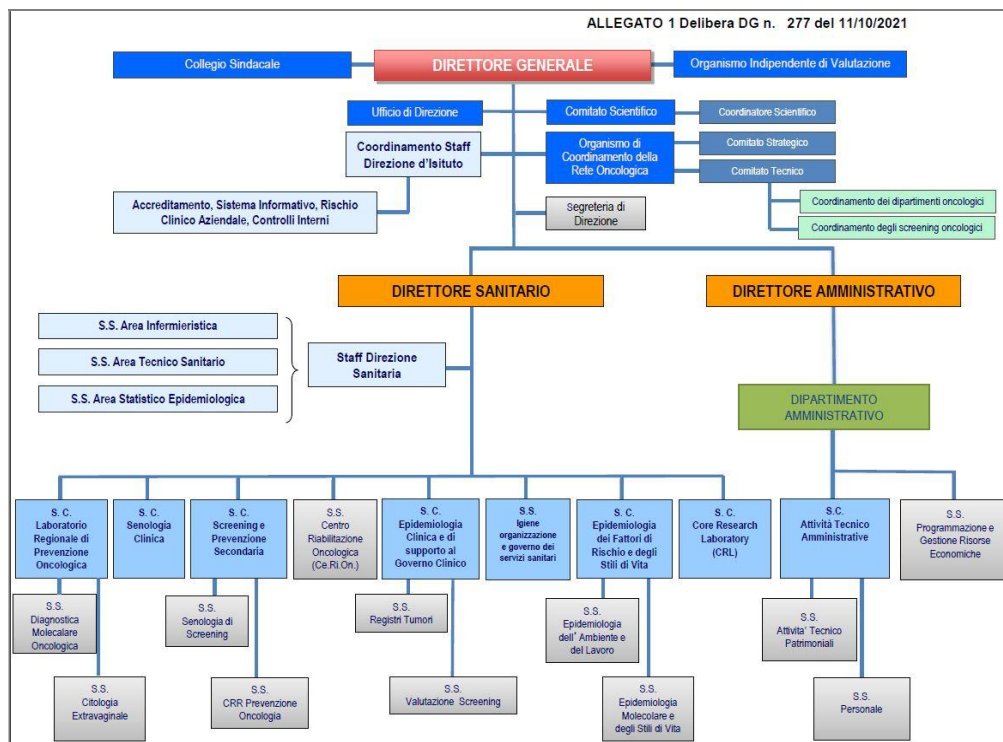 ALLEGATO 1 Delibera DG n. 277 del 11/10/2021
Collegio Sindacale
DIRETTORE GENERALE
Organismo Indipendente di Valutazione
Ufficio di Direzione
Comitato Scientifico
Coordinatore Scientifico
Coordinamento Staff
Direzione d'Isituto
Organismo di
Coordinamento della
Rete Oncologica
Comitato Strategico
Comitato Tecnico
Accreditamento, Sistema Informativo, Rischio
Clinico Aziendale, Controlli Interni
Segreteria di
Direzione
Coordinamento dei dipartimenti oncologici
Coordinamento degli screening oncologici
DIRETTORE SANITARIO
DIRETTORE AMMINISTRATIVO
S.S. Area Infermieristica
S.S. Area Tecnico Sanitario
S.S. Area Statistico Epidemiologica
Staff Direzione
Sanitaria
DIPARTIMENTO
AMMINISTRATIVO
S. C.
Laboratorio
Regionale di
Prevenzione
Oncologica
S. C.
Senologia
Clinica
S. C.
Screening e
Prevenzione
Secondaria
S.S.
Centro
Riabilitazione
Oncologica
(Ce.Ri.On.)
S. C.
Epidemiologia
Clinica e di
supporto al
Governo Clinico
S.S.
Igiene
organizzazione
e governo dei
servizi sanitari
S. C.
Epidemiologia
dei Fattori di
Rischio e degli
Stili di Vita
S. C.
Core Research
Laboratory
(CRL)
S.C.
Attività Tecnico
Amministrative
S.S.
Programmazione e
Gestione Risorse
Economiche
S.S.
Diagnostica
Molecalare
Oncologica
S.S.
Senologia di
Screening
S.S.
Registri Tumori
S.S.
Epidemiologia
dell' Ambiente e
del Lavoro
S.S.
Attivita' Tecnico
Patrimoniali
S.S.
Citologia
Extravaginale
S.S.
CRR Prevenzione
Oncologia
S.S.
Valutazione Screening
S.S.
Epidemiologia
Molecolare e
degli Stili di Vita
S.S.
Personale